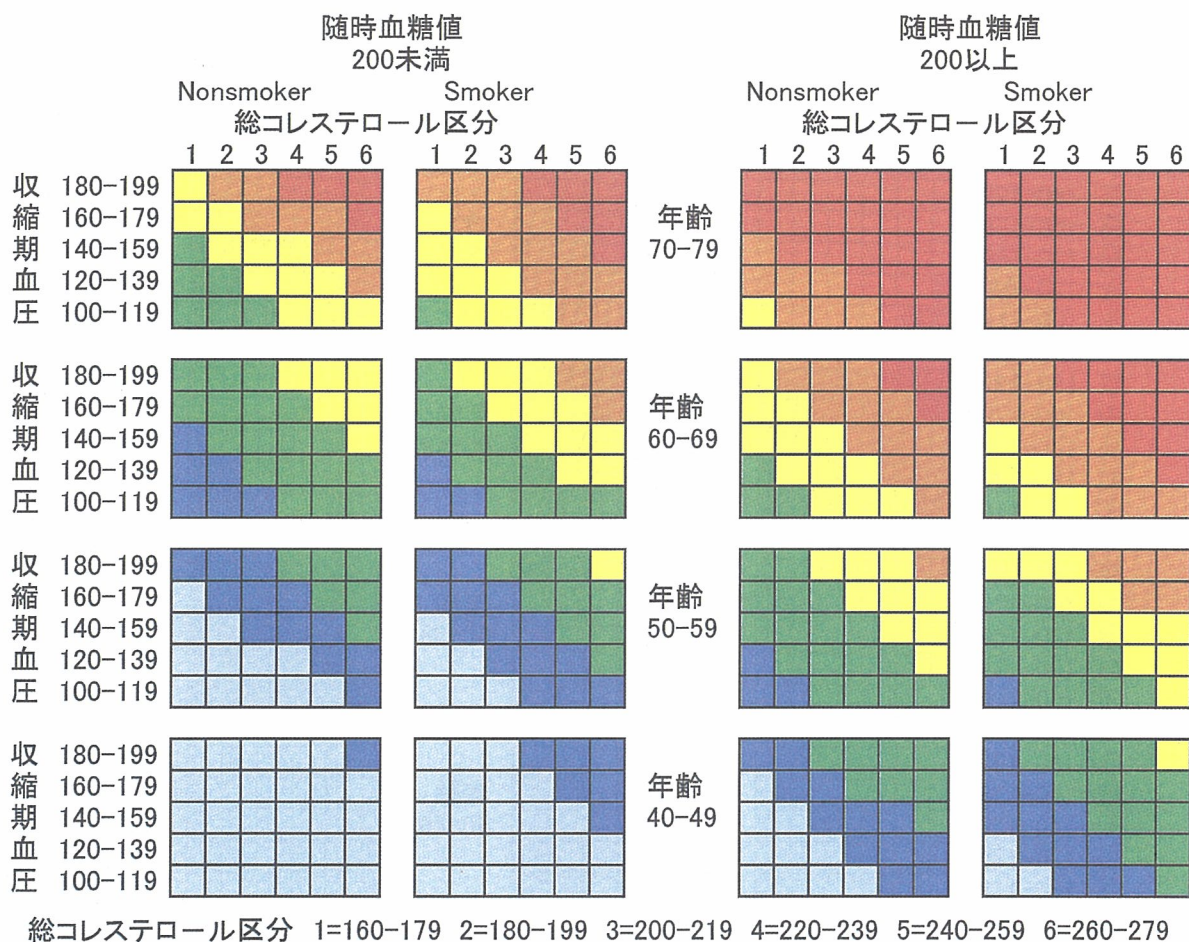 随時血糖値 随時血糖値
200未満 200以上
Nonsmoker Smoker Nonsmoker Smoker
総コレステロール区分 総コレステロール区分
1 2 3 4 5 6 1 2 3 4 5 6 1 2 3 4 5 6 1 2 3 4 5 6
収 180-199
縮 160-179 年齢
期 140-159 70-79
血 120-139
圧 100-119
収 180-199
縮 160-179 年齢
期 140-159 60-69
血 120-139
圧 100-119
収 180-199
縮 160-179 年齢
期 140-159 50-59
血 120-139
圧 100-119
収 180-199
縮 160-179 年齢
期 140-159 40-49
血 120-139
圧 100-119
総コレステロール区分 1=160-179 2=180-199 3=200-219 4=220-239 5=240-259 6=260-279